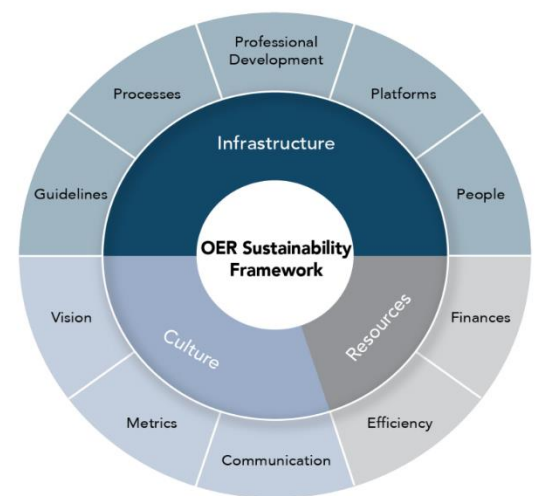 Professional
Development
Processes
Platforms
Infrastructure
Guidelines
People
OER Sustainability
Framework
Vision
Culture
Resources
Finances
Metrics
Efficiency
Communication